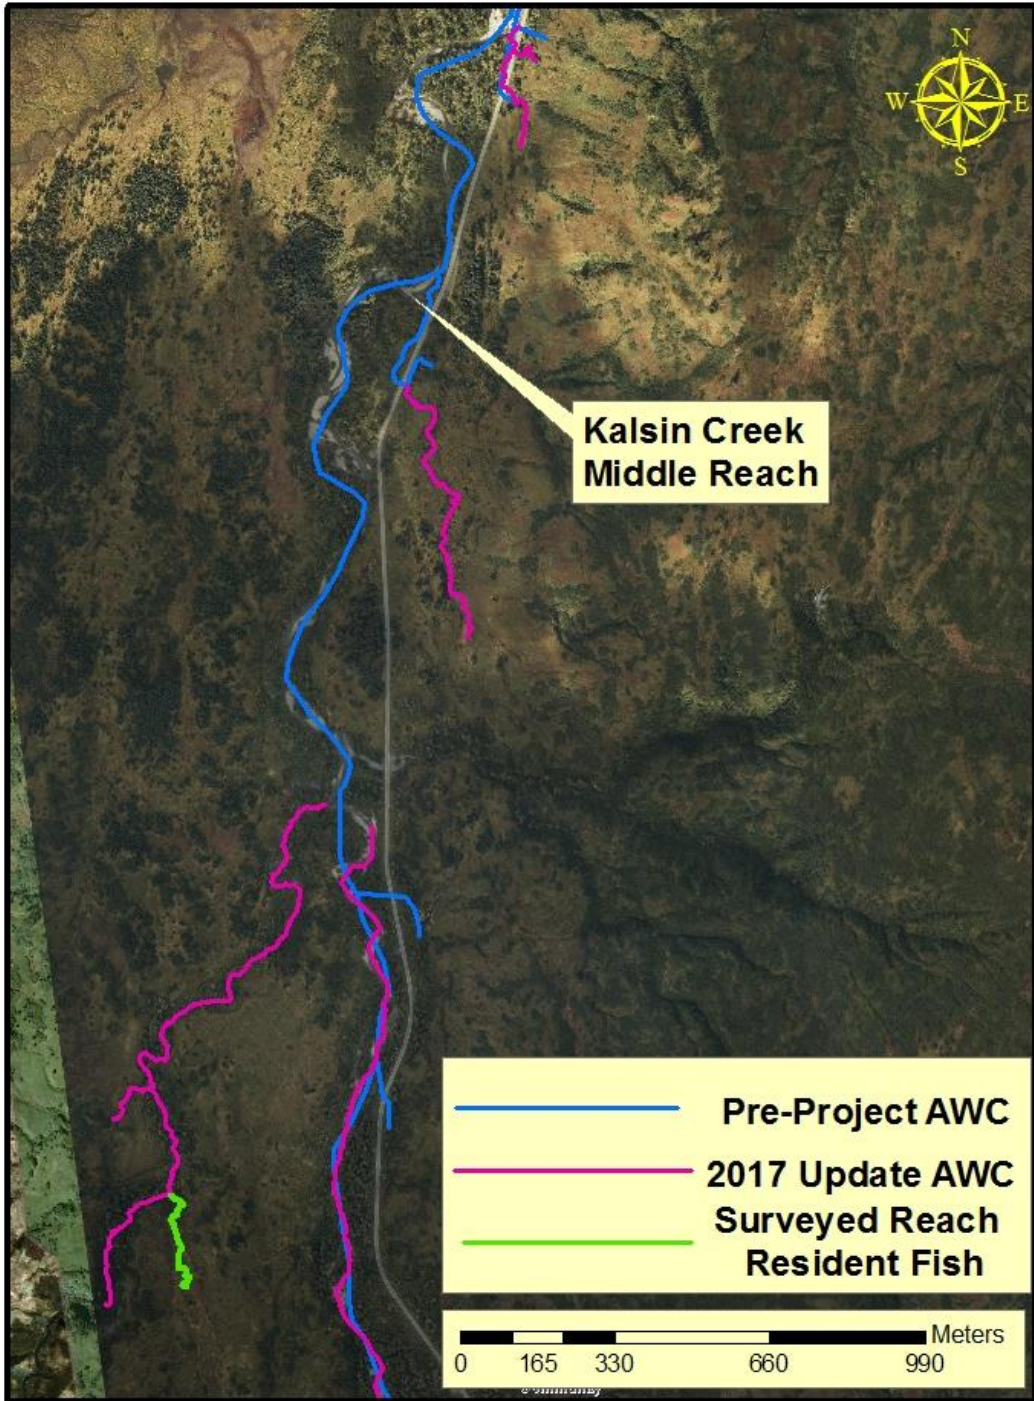 N
W E
S
Kalsin Creek
Middle Reach
Pre-Project AWC
2017 Update AWC
Surveyed Reach
Resident Fish
Meters
0 165 330 660 990